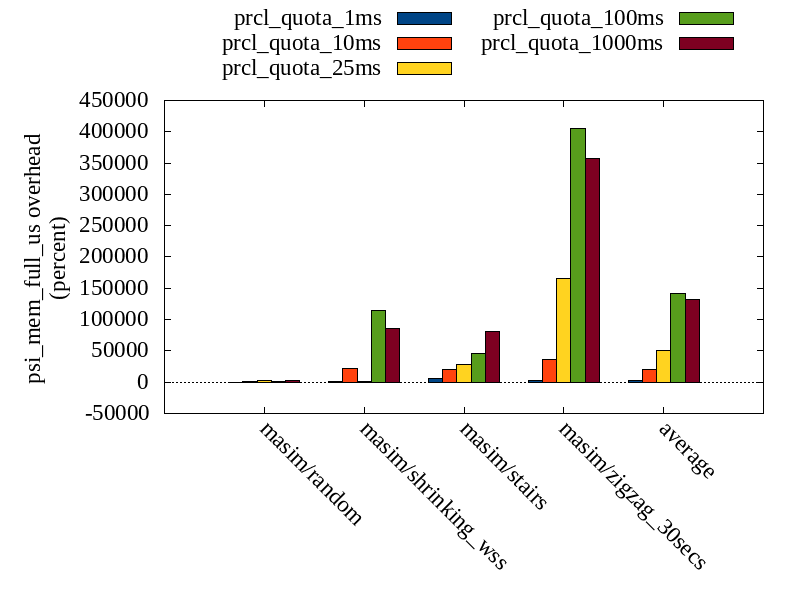 prcl_quota_1ms
prcl_quota_10ms
prcl_quota_25ms
prcl_quota_100ms
prcl_quota_1000ms
psi_mem_full_us overhead
(percent)
450000
400000
350000
300000
250000
200000
150000
100000
50000
0
-50000
masim/random
masim/shrinking_wss
masim/stairs
masim/zigzag_30secs
average